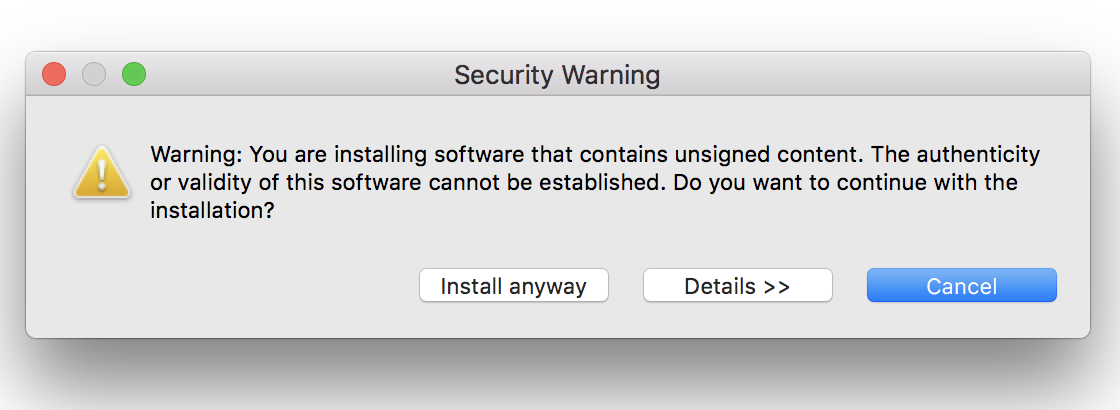 Security Warning
Warning: You are installing software that contains unsigned content. The authenticity
or validity of this software cannot be established. Do you want to continue with the
installation?
Install anyway
Details >>
Cancel